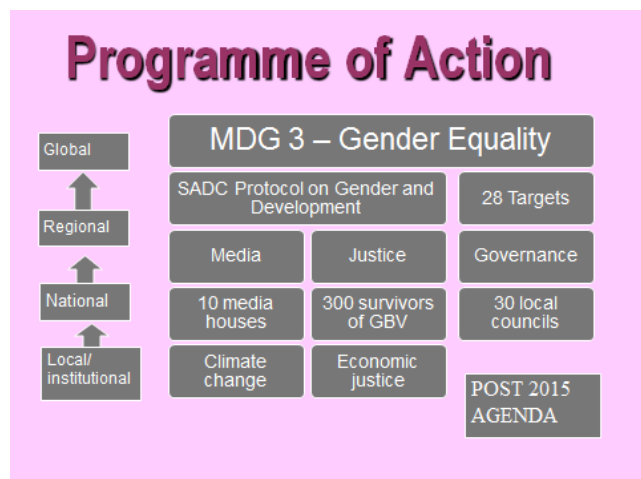 Programme of Action
Global
MDG 3 – Gender Equality
SADC Protocol on Gender and
Development
28 Targets
Regional
Media
Justice
Governance
National
10 media
houses
300 survivors
of GBV
30 local
councils
Local/
institutional
Climate
change
Economic
justice
POST 2015
AGENDA